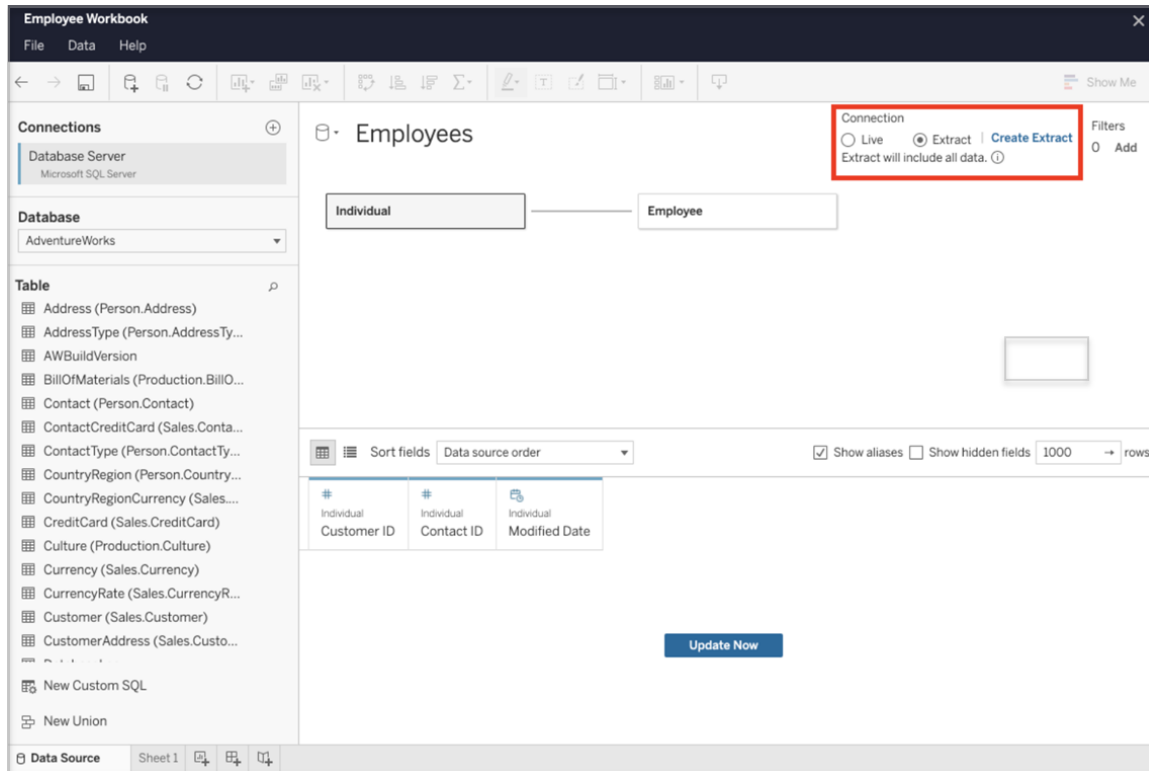 Employee Workbook
File Data Help
Show Me
Connections
Database Server
Microsoft SQL Server
Database
AdventureWorks
Table
Address (Person.Address)
AddressType (Person.AddressTy...
AWBuildVersion
BillOfMaterials (Production.BillO...
Contact (Person.Contact)
ContactCreditCard (Sales.Conta...
ContactType (Person.ContactTy...
CountryRegion (Person.Country...
CountryRegionCurrency (Sales....
CreditCard (Sales.CreditCard)
Culture (Production.Culture)
Currency (Sales.Currency)
CurrencyRate (Sales.CurrencyR...
Customer (Sales.Customer)
CustomerAddress (Sales.Custo...
New Custom SQL
New Union
Employees
Connection
Live Extract | Create Extract
Extract will include all data.
Filters
0 Add
Individual Employee
Sort fields Data source order Show aliases Show hidden fields 1000 → rows
Individual Individual Individual
Customer ID Contact ID Modified Date
Update Now
Data Source Sheet 1